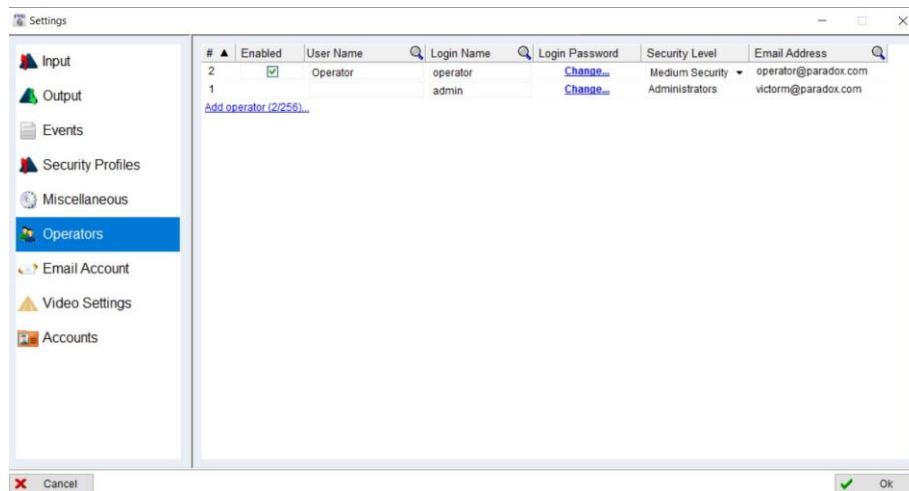 Settings
Input
Output
Events
Security Profiles
Miscellaneous
Operators
Email Account
Video Settings
Accounts
# Enabled User Name Login Name Login Password Security Level Email Address
2 Operator operator Change... Medium Security operator@paradox.com
1 admin Change... Administrators victorm@paradox.com
Add operator (2/256)...
Cancel Ok